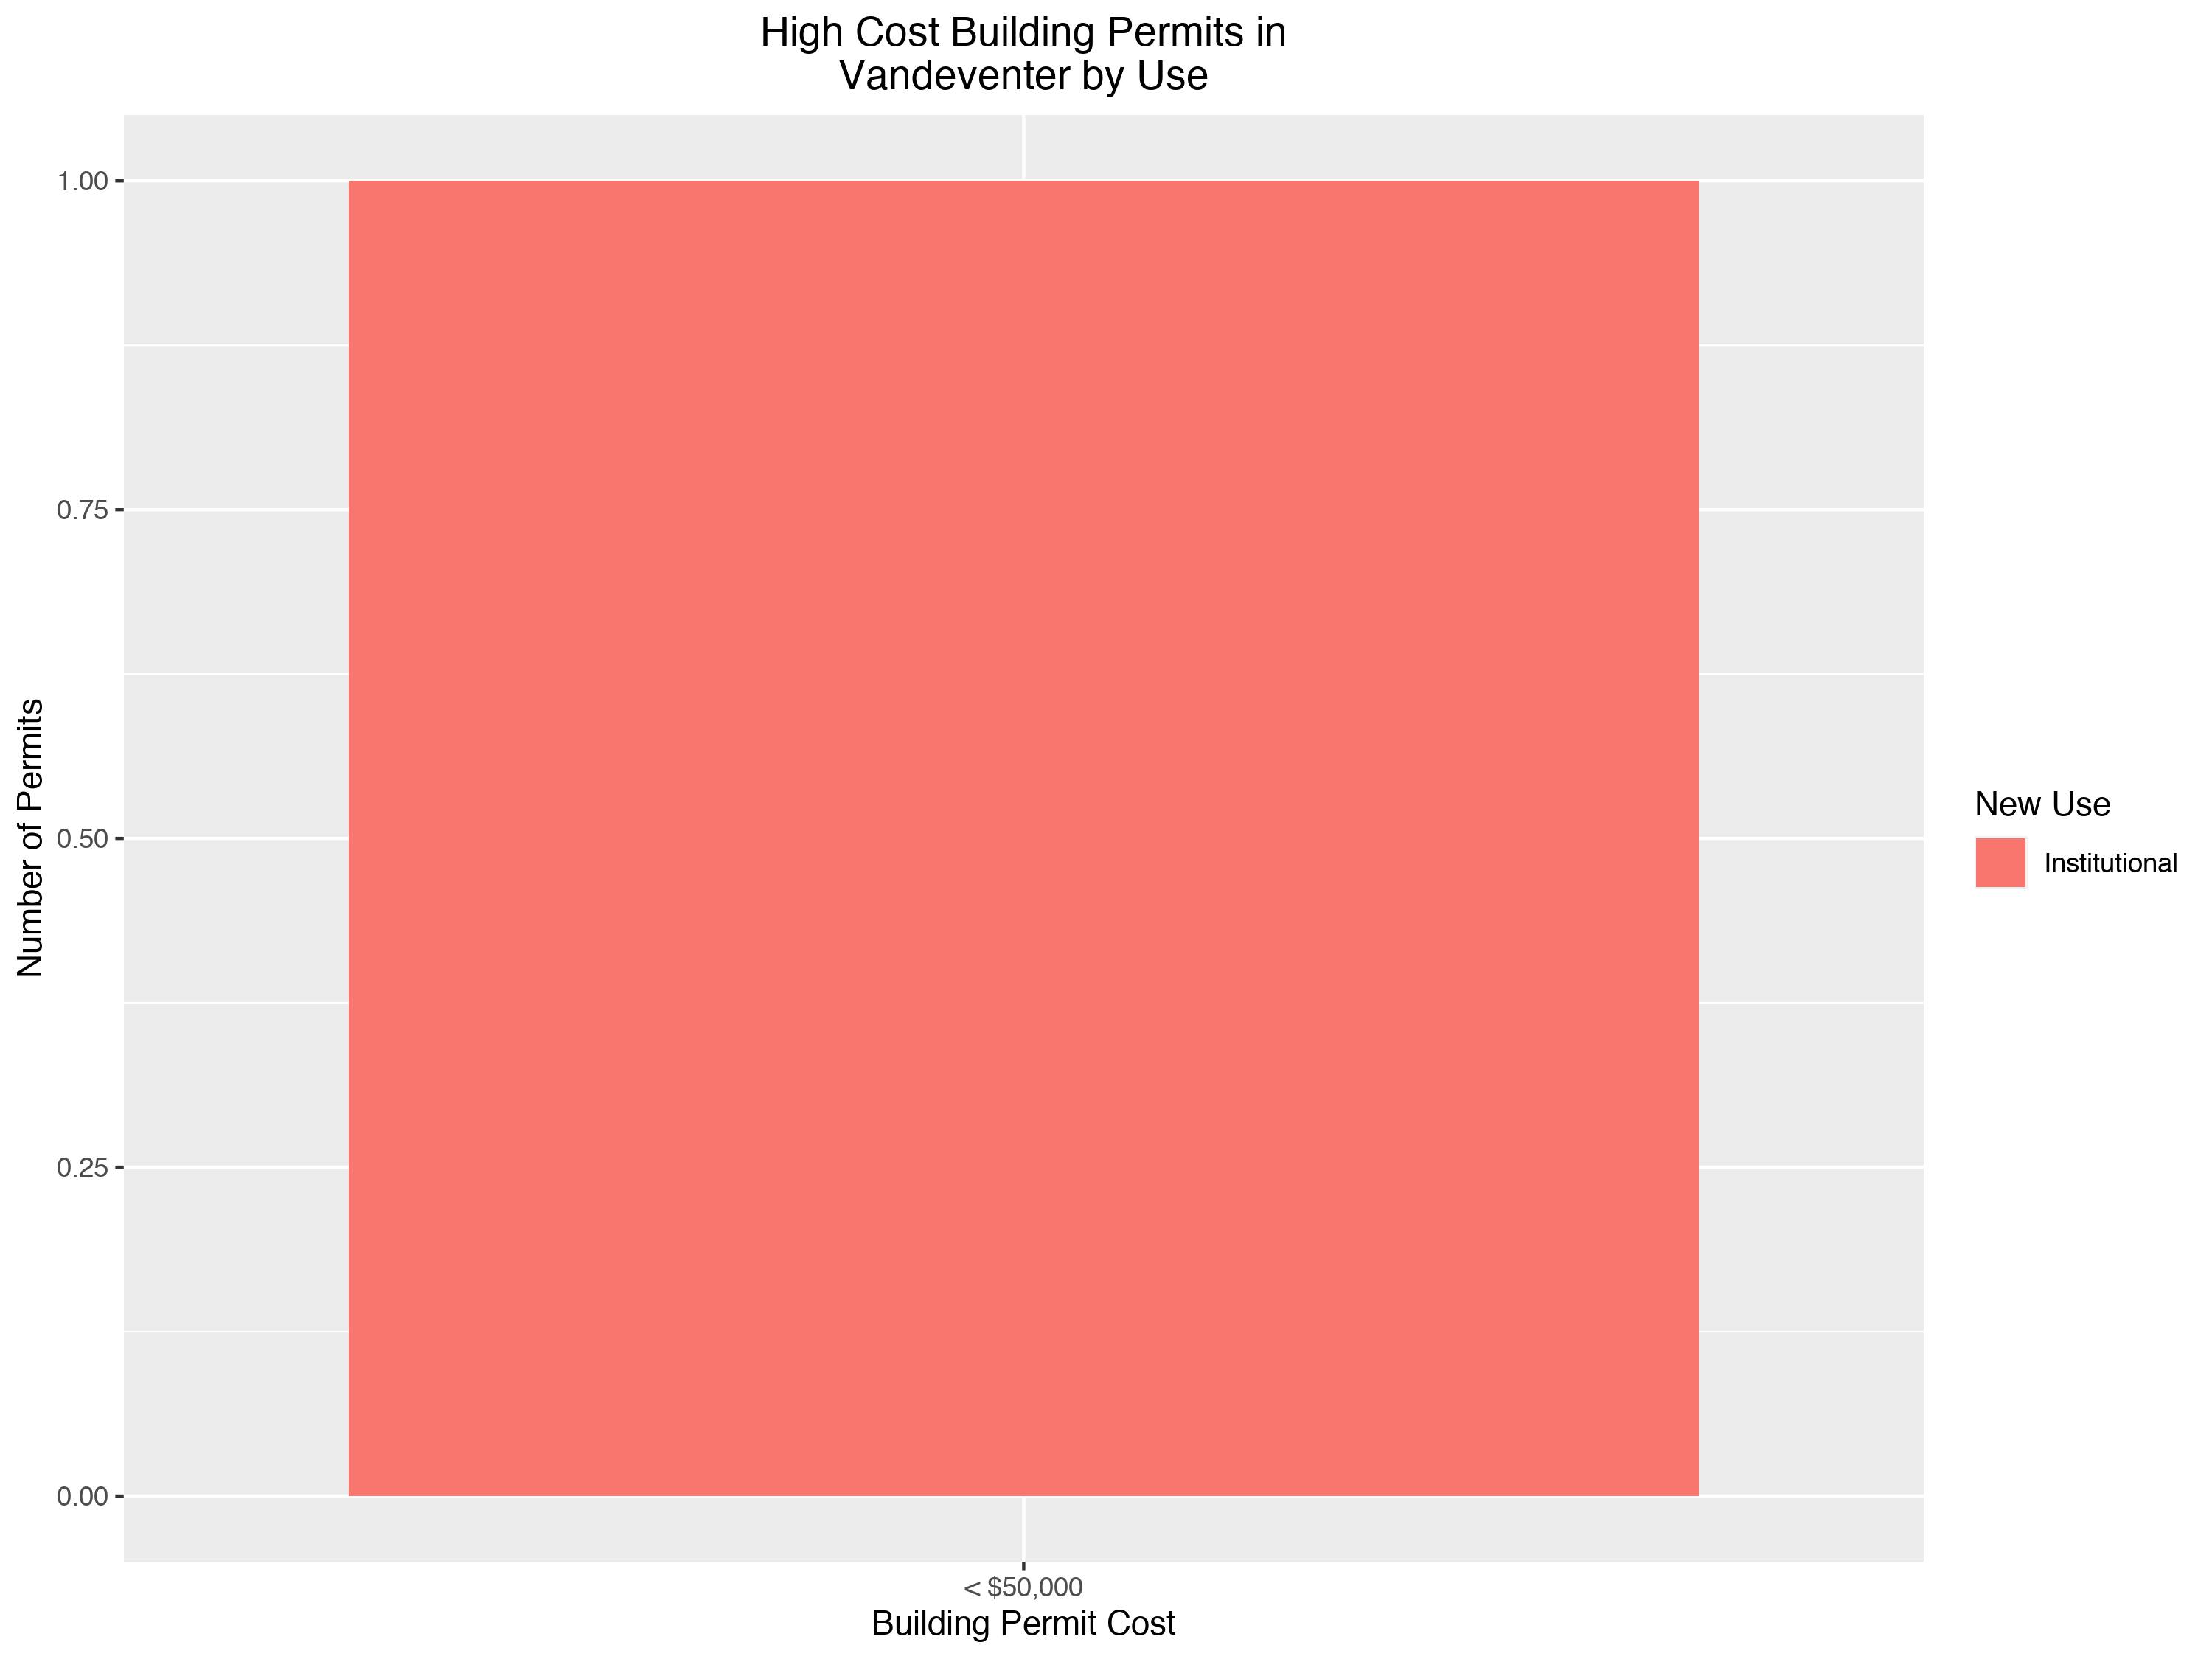 High Cost Building Permits in
Vandeventer by Use
1.00
0.75
0.50
0.25
0.00
Number of Permits
< $50,000
Building Permit Cost
New Use
Institutional